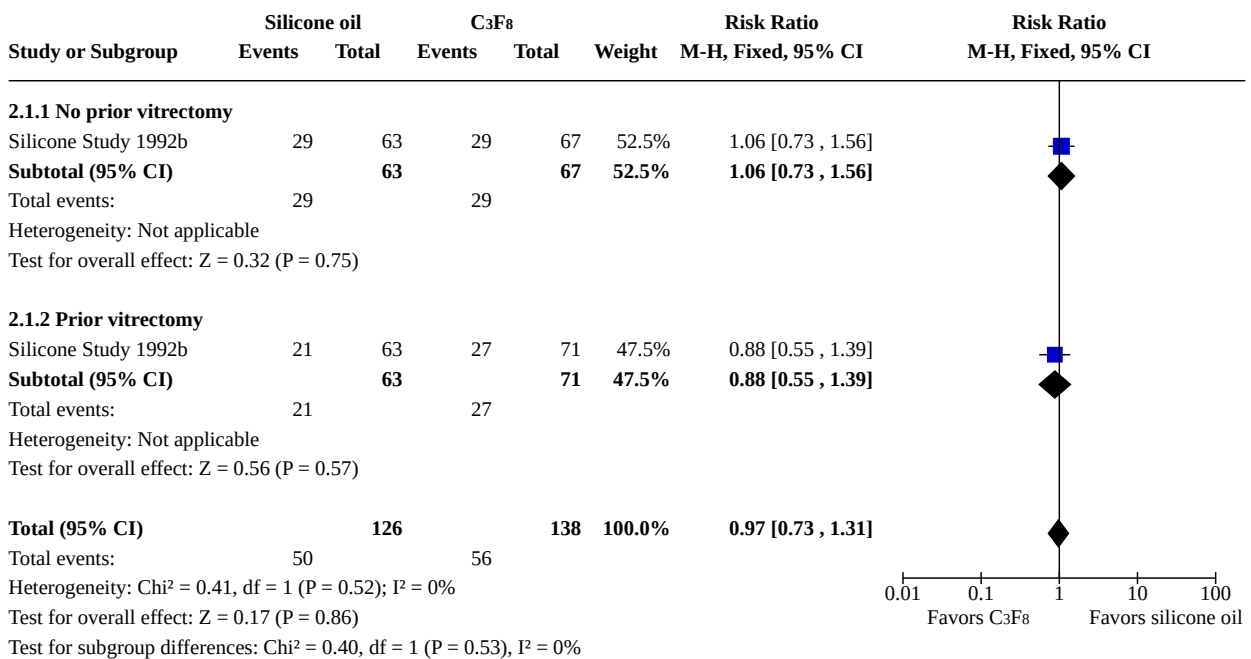 Silicone oil C₃F₈ Risk Ratio Risk Ratio
Study or Subgroup Events Total Events Total Weight M-H, Fixed, 95% CI M-H, Fixed, 95% CI
2.1.1 No prior vitrectomy
Silicone Study 1992b 29 63 29 67 52.5% 1.06 [0.73 , 1.56]
Subtotal (95% CI) 63 67 52.5% 1.06 [0.73 , 1.56]
Total events: 29 29
Heterogeneity: Not applicable
Test for overall effect: Z = 0.32 (P = 0.75)
2.1.2 Prior vitrectomy
Silicone Study 1992b 21 63 27 71 47.5% 0.88 [0.55 , 1.39]
Subtotal (95% CI) 63 71 47.5% 0.88 [0.55 , 1.39]
Total events: 21 27
Heterogeneity: Not applicable
Test for overall effect: Z = 0.56 (P = 0.57)
Total (95% CI) 126 138 100.0% 0.97 [0.73 , 1.31]
Total events: 50 56
Heterogeneity: Chi² = 0.41, df = 1 (P = 0.52); I² = 0% 0.01 0.1 1 10 100
Test for overall effect: Z = 0.17 (P = 0.86) Favors C₃F₈ Favors silicone oil
Test for subgroup differences: Chi² = 0.40, df = 1 (P = 0.53), I² = 0%